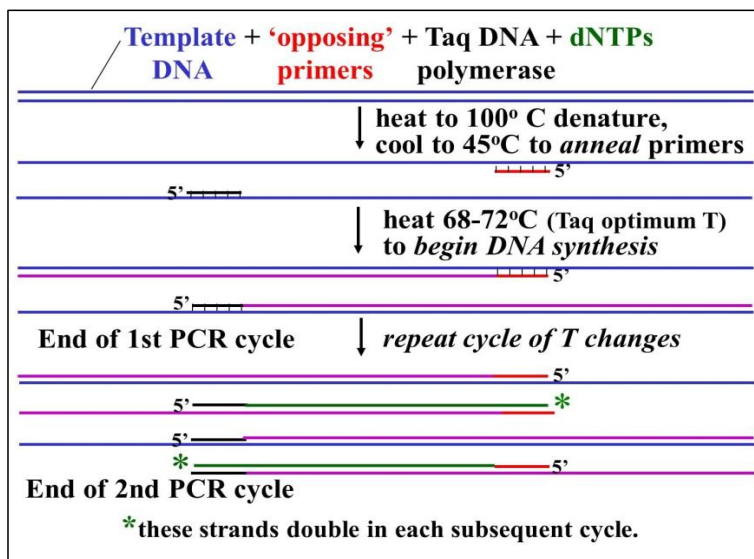 Template + ‘opposing’ + Taq DNA + dNTPs
DNA primers polymerase
heat to 100° C denature,
cool to 45°C to anneal primers
5’
5’
heat 68-72°C (Taq optimum T)
to begin DNA synthesis
5’
5’
End of 1st PCR cycle
repeat cycle of T changes
5’
5’ *
5’
* 5’
End of 2nd PCR cycle
*these strands double in each subsequent cycle.